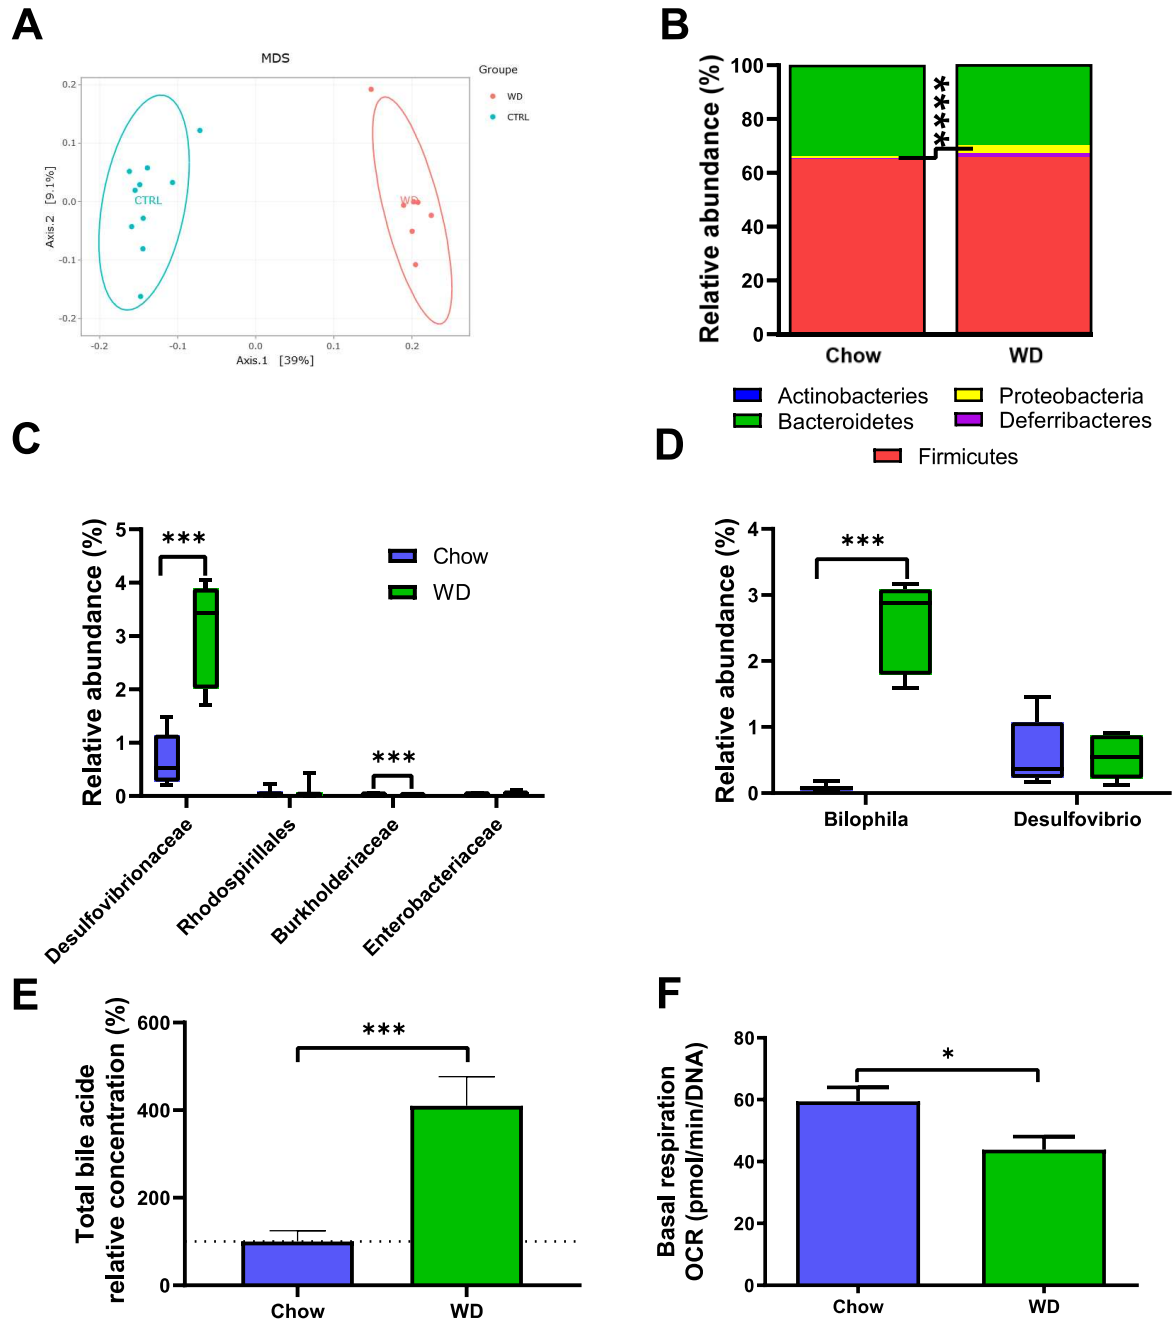 A
MDS
Groupe
WD
CTRL
0.2
0.1
0.0
-0.1
-0.2
Axis.2 [9.1%]
CTRL
WD
-0.2
-0.1
0.0
0.1
0.2
Axis.1 [39%]
B
Relative abundance (%)
100
80
60
40
20
0
****
Chow
WD
Actinobacteries
Proteobacteria
Bacteroidetes
Deferribacteres
Firmicutes
C
Relative abundance (%)
5
4
3
2
1
0
***
***
Chow
WD
Desulfovibrionaceae
Rhodospirillales
Burkholderiaceae
Enterobacteriaceae
D
Relative abundance (%)
4
3
2
1
0
***
Bilophila
Desulfovibrio
E
Total bile acide
relative concentration (%)
600
400
200
0
***
Chow
WD
F
Basal respiration
OCR (pmol/min/DNA)
80
60
40
20
0
*
Chow
WD